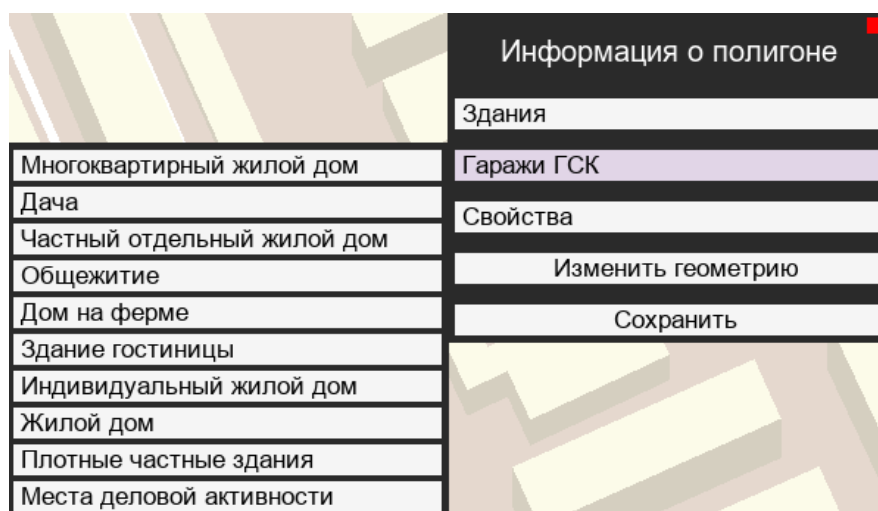 Информация о полигоне
Здания
Гаражи ГСК
Свойства
Изменить геометрию
Сохранить
Многоквартирный жилой дом
Дача
Частный отдельный жилой дом
Общежитие
Дом на ферме
Здание гостиницы
Индивидуальный жилой дом
Жилой дом
Плотные частные здания
Места деловой активности